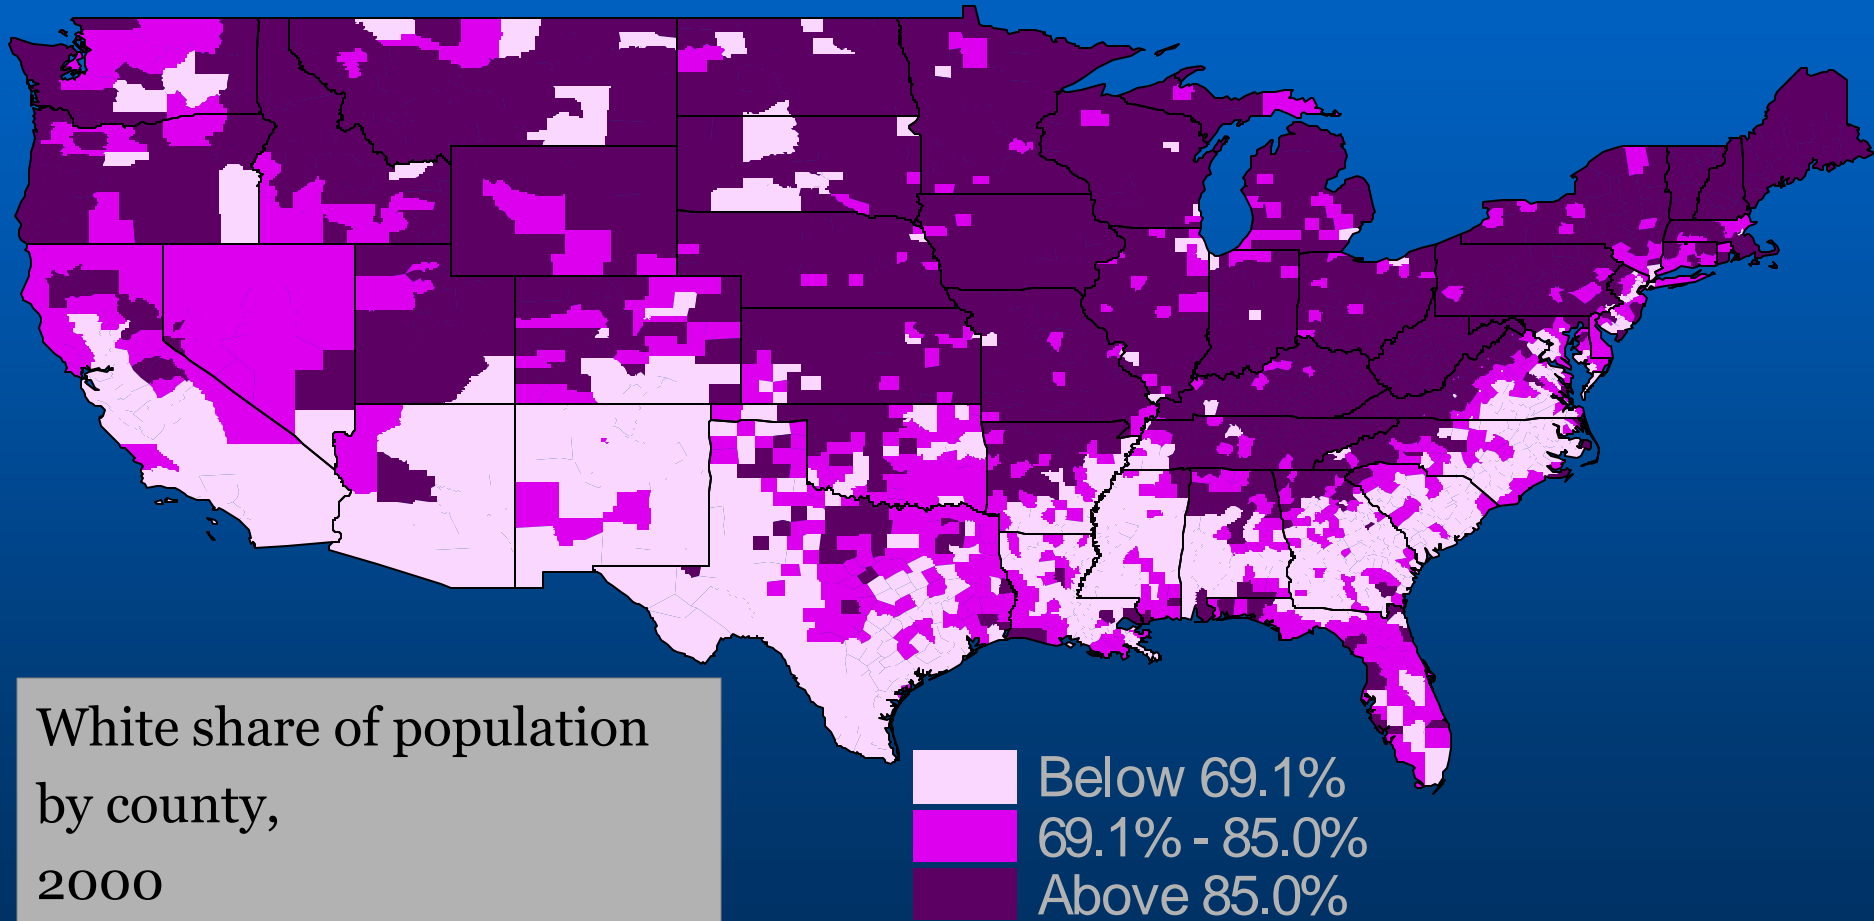 White share of population
by county,
2000
Below 69.1%
69.1% - 85.0%
Above 85.0%